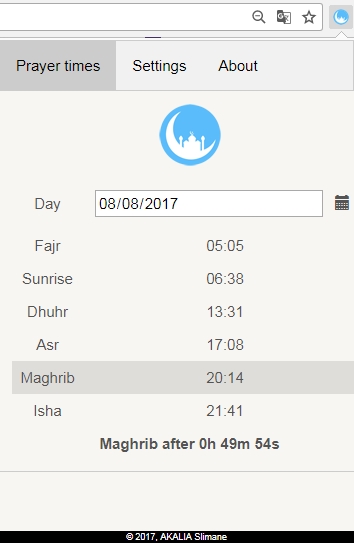 Prayer times Settings About
Day 08/08/2017
Fajr 05:05
Sunrise 06:38
Dhuhr 13:31
Asr 17:08
Maghrib 20:14
Isha 21:41
Maghrib after 0h 49m 54s
© 2017, AKALIA Slimane